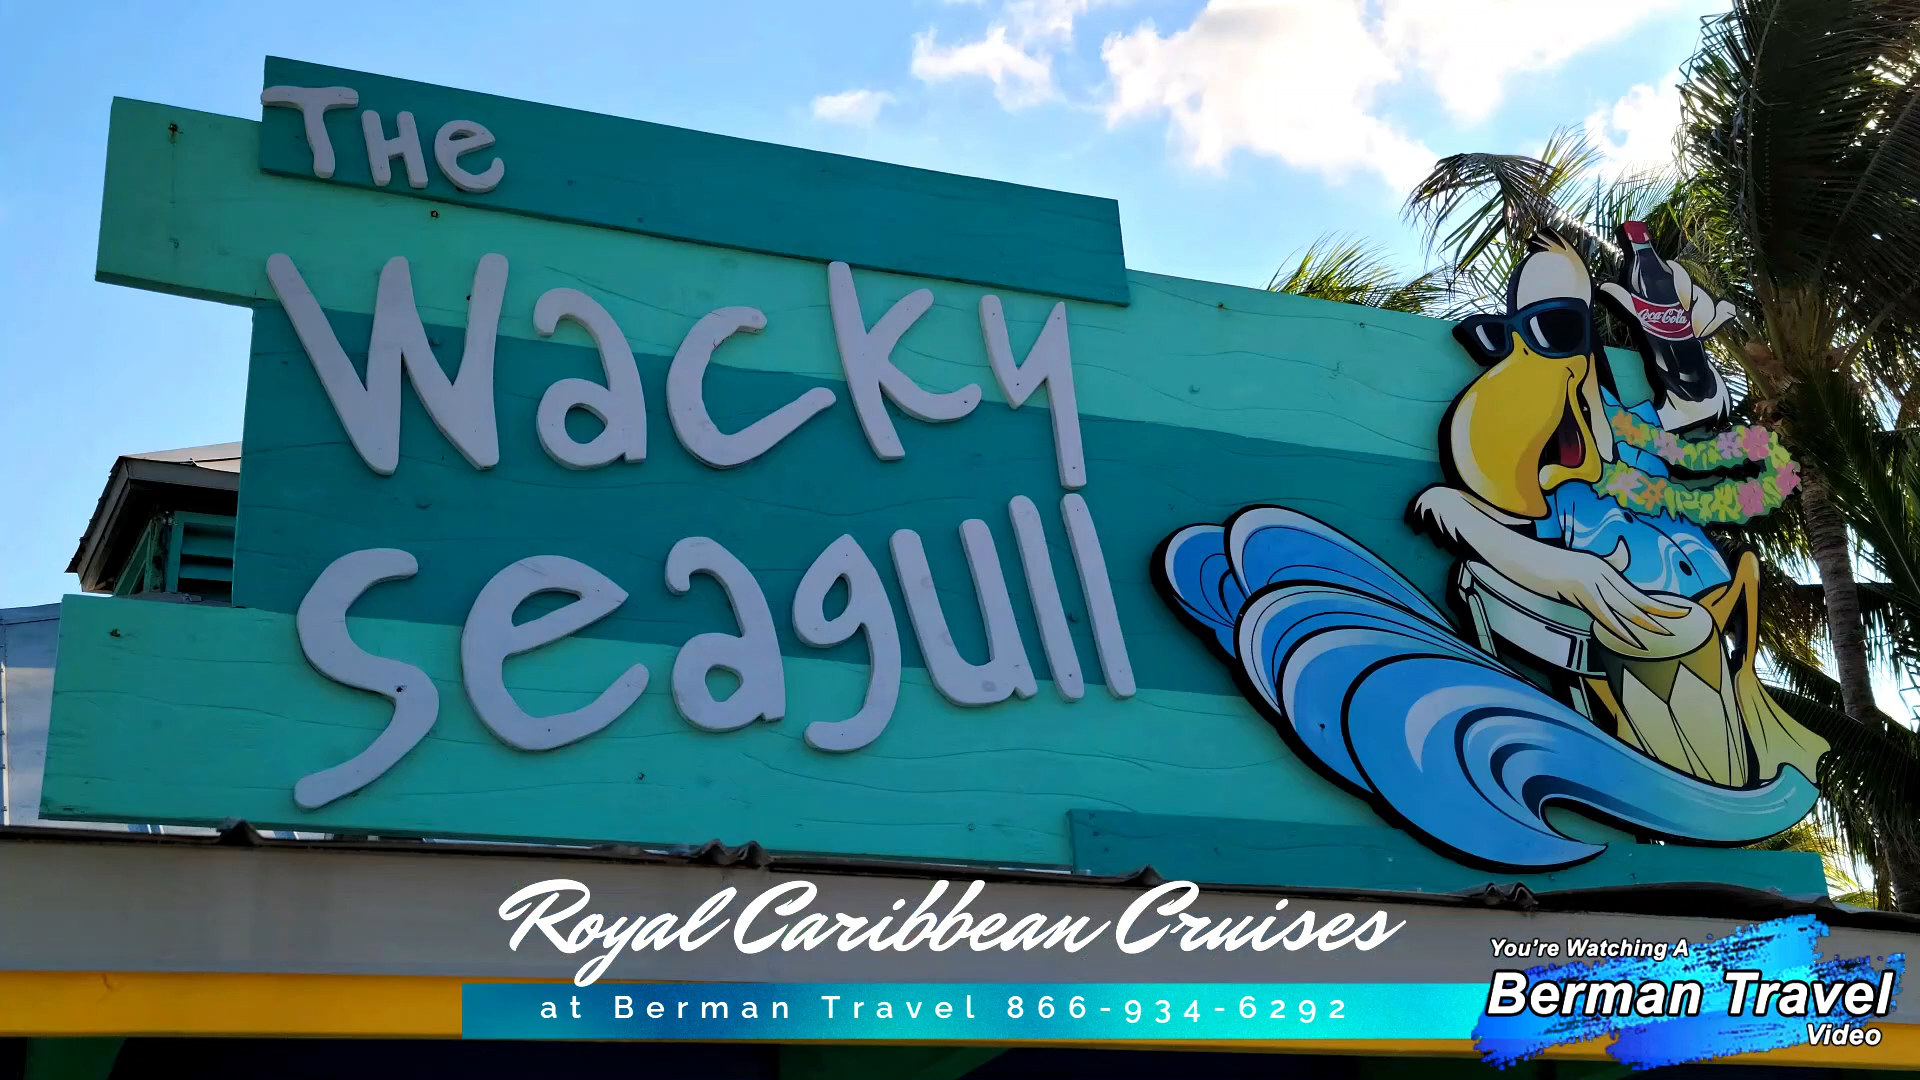 The
Wacky
Seagull
Coca-Cola
Royal Caribbean Cruises
at Berman Travel 866-934-6292
You're Watching A
Berman Travel
Video